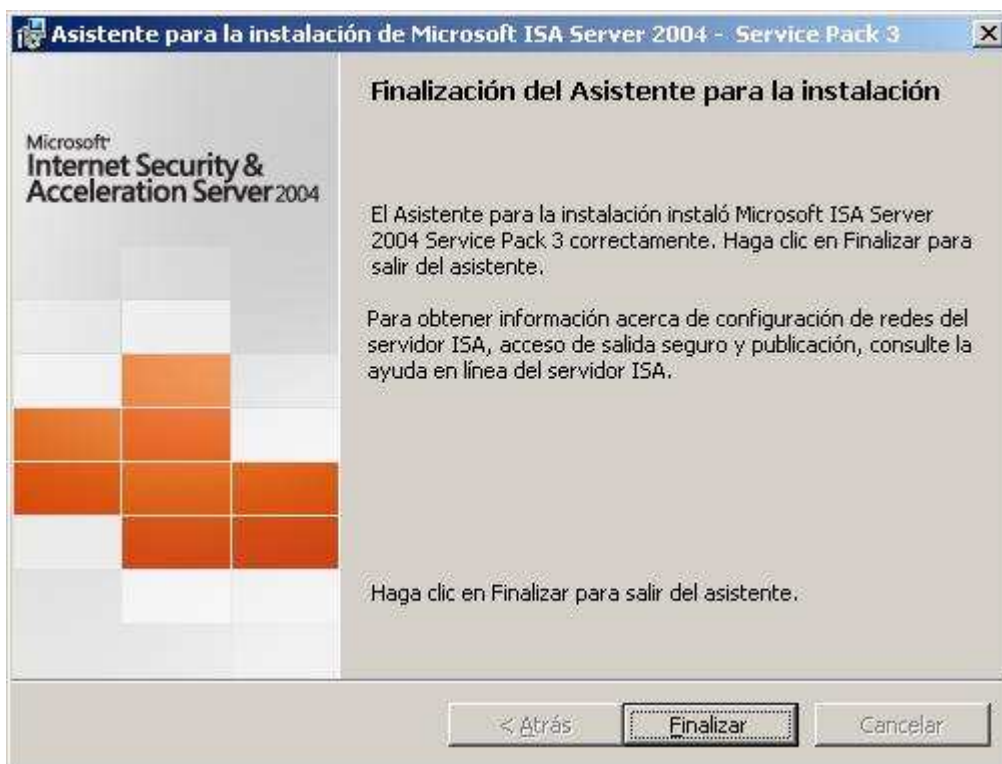 Asistente para la instalación de Microsoft ISA Server 2004 - Service Pack 3
Microsoft
Internet Security &
Acceleration Server 2004
Finalización del Asistente para la instalación
El Asistente para la instalación instaló Microsoft ISA Server
2004 Service Pack 3 correctamente. Haga clic en Finalizar para
salir del asistente.
Para obtener información acerca de configuración de redes del
servidor ISA, acceso de salida seguro y publicación, consulte la
ayuda en línea del servidor ISA.
Haga clic en Finalizar para salir del asistente.
< Atrás
Finalizar
Cancelar